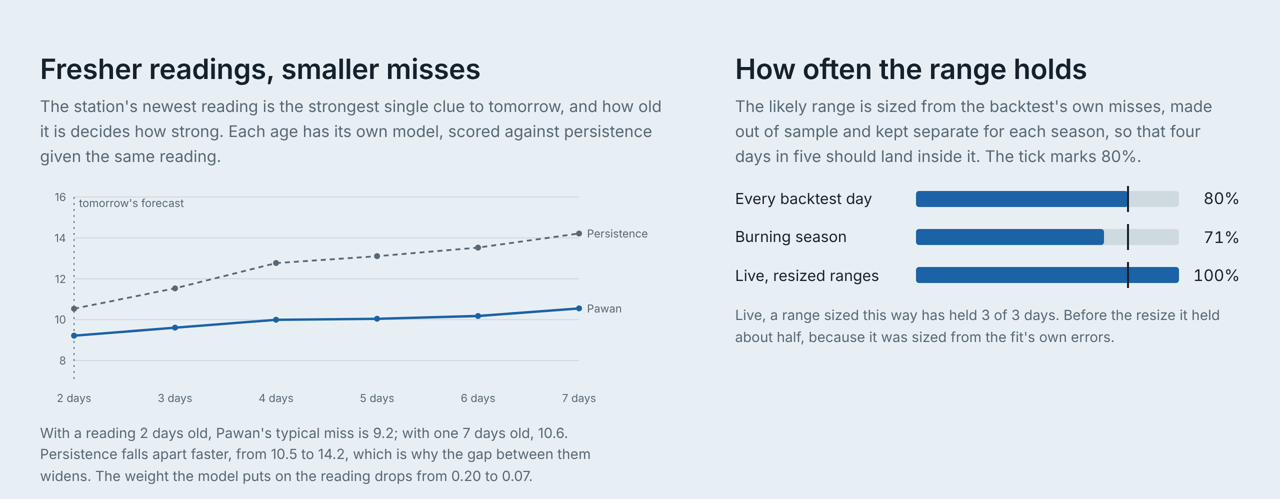 Fresher readings, smaller misses
The station's newest reading is the strongest single clue to tomorrow, and how old
it is decides how strong. Each age has its own model, scored against persistence
given the same reading.
16
tomorrow's forecast
14
Persistence
12
10
Pawan
8
2 days
3 days
4 days
5 days
6 days
7 days
With a reading 2 days old, Pawan's typical miss is 9.2; with one 7 days old, 10.6.
Persistence falls apart faster, from 10.5 to 14.2, which is why the gap between them
widens. The weight the model puts on the reading drops from 0.20 to 0.07.
How often the range holds
The likely range is sized from the backtest's own misses, made
out of sample and kept separate for each season, so that four
days in five should land inside it. The tick marks 80%.
Every backtest day 80%
Burning season 71%
Live, resized ranges 100%
Live, a range sized this way has held 3 of 3 days. Before the resize it held
about half, because it was sized from the fit's own errors.